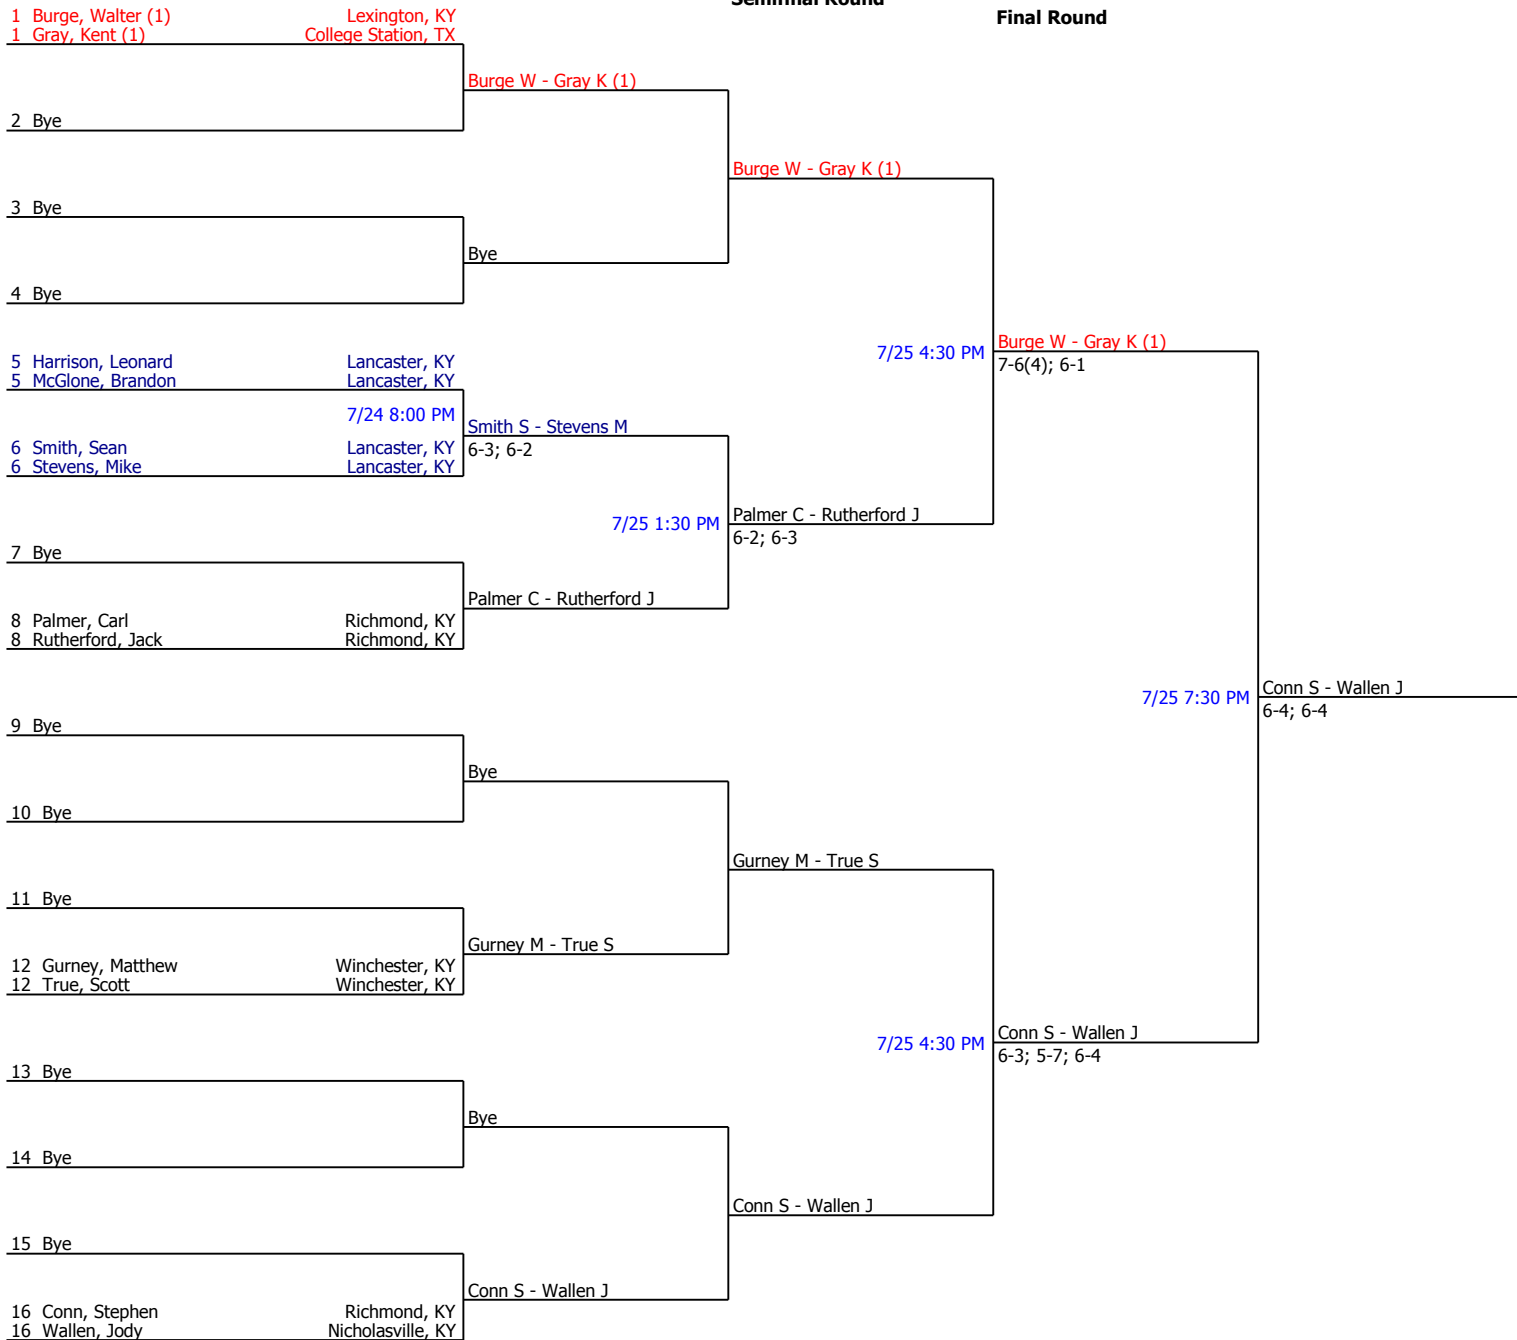 Semifinal Round
Final Round
1 Burge, Walter (1) Lexington, KY
1 Gray, Kent (1) College Station, TX
Burge W - Gray K (1)
2 Bye
Burge W - Gray K (1)
3 Bye
Bye
4 Bye
7/25 4:30 PM
Burge W - Gray K (1)
7-6(4); 6-1
5 Harrison, Leonard Lancaster, KY
5 McGlone, Brandon Lancaster, KY
7/24 8:00 PM
Smith S - Stevens M
6-3; 6-2
6 Smith, Sean Lancaster, KY
6 Stevens, Mike Lancaster, KY
7/25 1:30 PM
Palmer C - Rutherford J
6-2; 6-3
7 Bye
Palmer C - Rutherford J
8 Palmer, Carl Richmond, KY
8 Rutherford, Jack Richmond, KY
7/25 7:30 PM
Conn S - Wallen J
6-4; 6-4
9 Bye
Bye
10 Bye
Gurney M - True S
11 Bye
Gurney M - True S
12 Gurney, Matthew Winchester, KY
12 True, Scott Winchester, KY
7/25 4:30 PM
Conn S - Wallen J
6-3; 5-7; 6-4
13 Bye
Bye
14 Bye
Conn S - Wallen J
15 Bye
Conn S - Wallen J
16 Conn, Stephen Richmond, KY
16 Wallen, Jody Nicholasville, KY